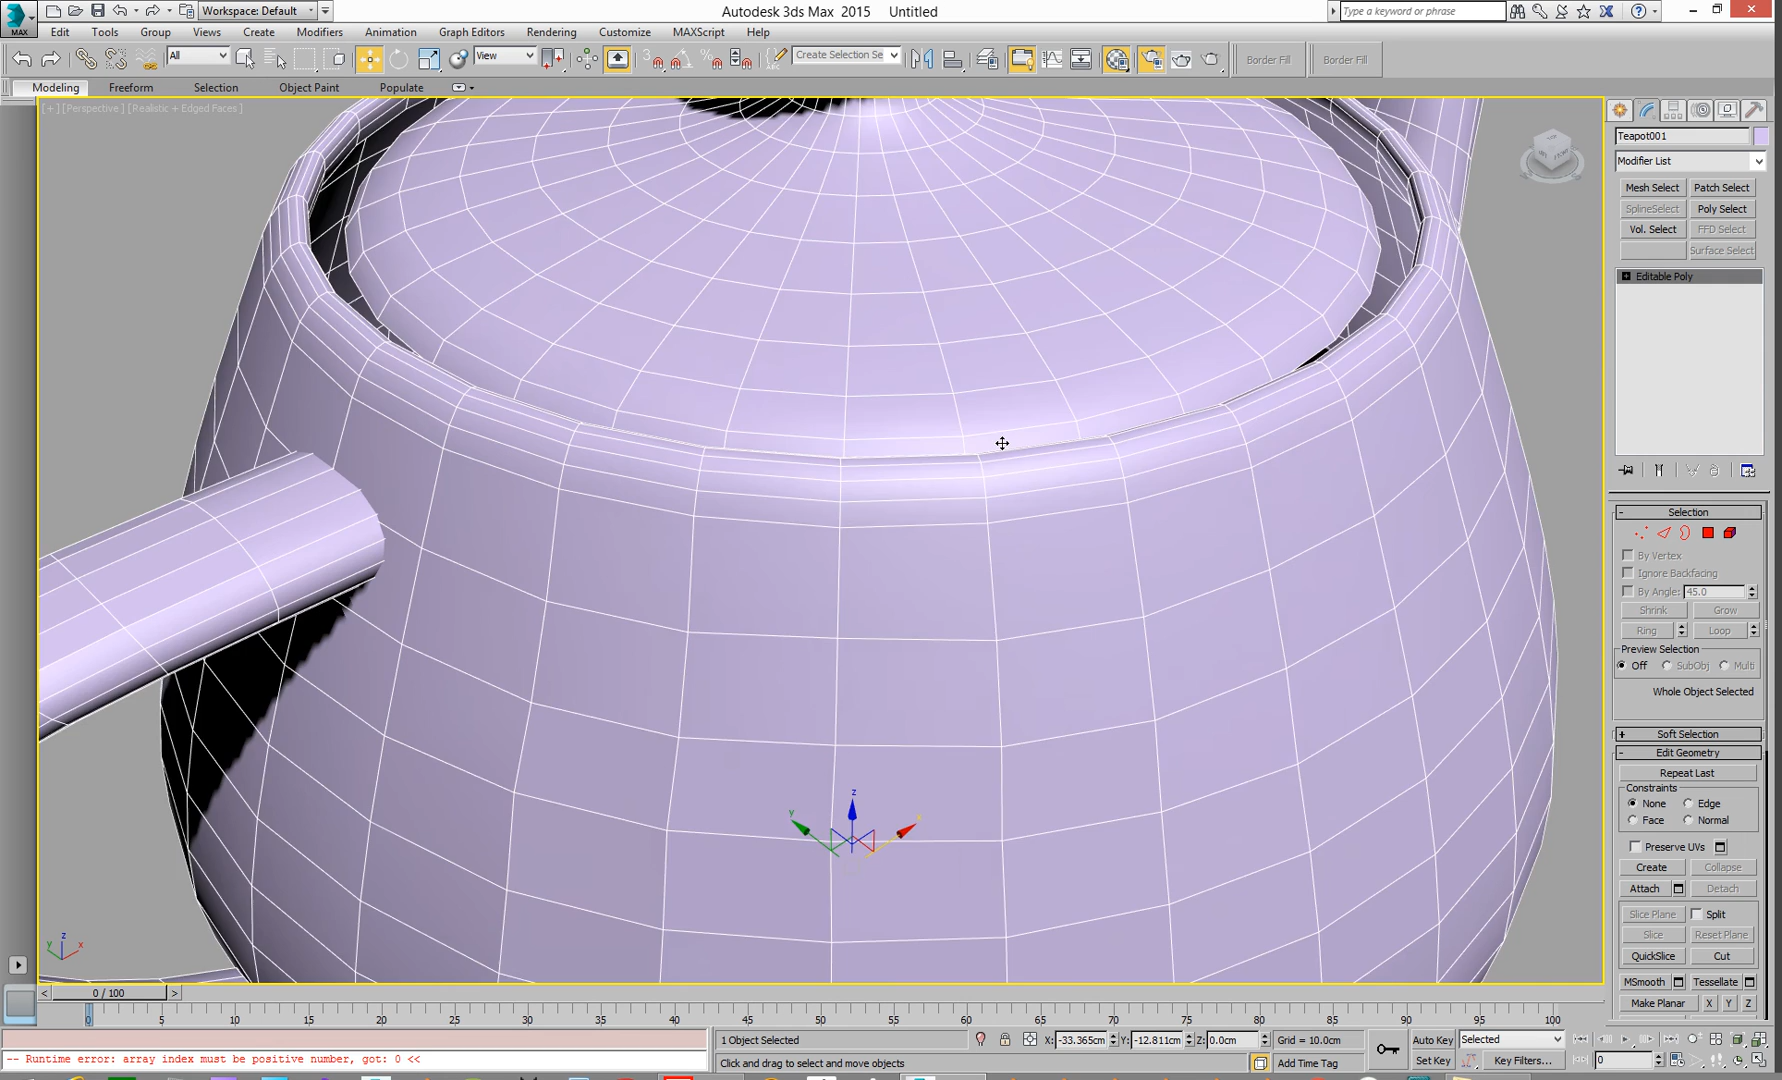 Workspace: Default
Autodesk 3ds Max 2015 Untitled
Type a keyword or phrase
MAX
Edit Tools Group Views Create Modifiers Animation Graph Editors Rendering Customize MAXScript Help
All
View
Create Selection Se
Border Fill
Border Fill
Modeling Freeform Selection Object Paint Populate
[+] [Perspective] [Realistic + Edged Faces]
Teapot001
Modifier List
Mesh Select Patch Select
SplineSelect Poly Select
Vol. Select FFD Select
Surface Select
Editable Poly
- Selection
By Vertex
Ignore Backfacing
By Angle: 45.0
Shrink Grow
Ring Loop
Preview Selection
Off SubObj Multi
Whole Object Selected
+ Soft Selection
- Edit Geometry
Repeat Last
Constraints
None Edge
Face Normal
Preserve UVs
Create Collapse
Attach Detach
Slice Plane Split
Slice Reset Plane
QuickSlice Cut
MSmooth Tessellate
Make Planar X Y Z
z
y
x
z
y
x
< 0 / 100 >
0 5 10 15 20 25 30 35 40 45 50 55 60 65 70 75 80 85 90 95 100
1 Object Selected
X: -33.365cm Y: -12.811cm Z: 0.0cm
Grid = 10.0cm
Auto Key Selected
-- Runtime error: array index must be positive number, got: 0 <<
Click and drag to select and move objects
Add Time Tag
Set Key Key Filters...
0